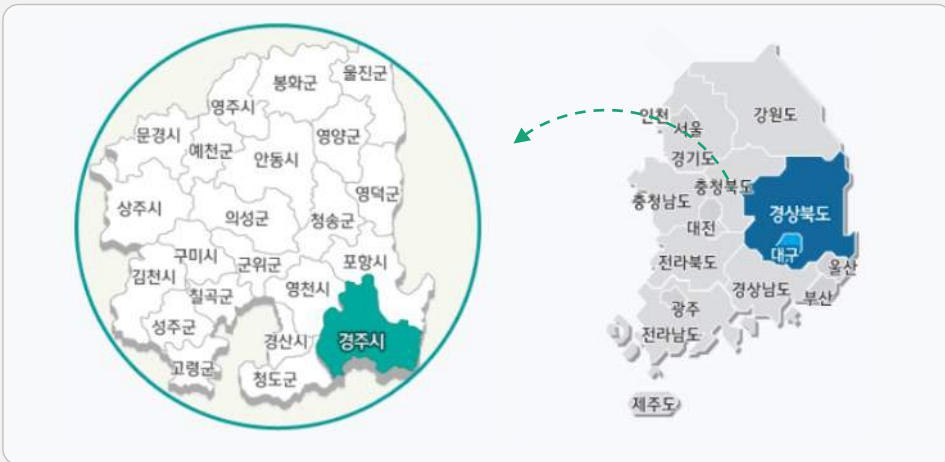 봉화군
울진군
영주시
문경시
예천군
안동시
영양군
영덕군
상주시
의성군
청송군
구미시
군위군
포항시
김천시
칠곡군
영천시
성주군
경산시
경주시
고령군
청도군
인천
서울
강원도
경기도
충청북도
충청남도
경상북도
대전
대구
전라북도
울산
경상남도
부산
광주
전라남도
제주도